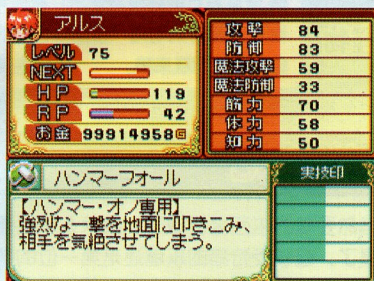 アルス
レベル 75
NEXT
HP 119
RP 42
お金 99914958G
攻撃 84
防御 83
魔法攻撃 59
魔法防御 33
筋力 70
体力 58
知力 50
ハンマーフォール
【ハンマー・オノ専用】
強烈な一撃を地面に叩きこみ、
相手を気絶させてしまう。
実技印